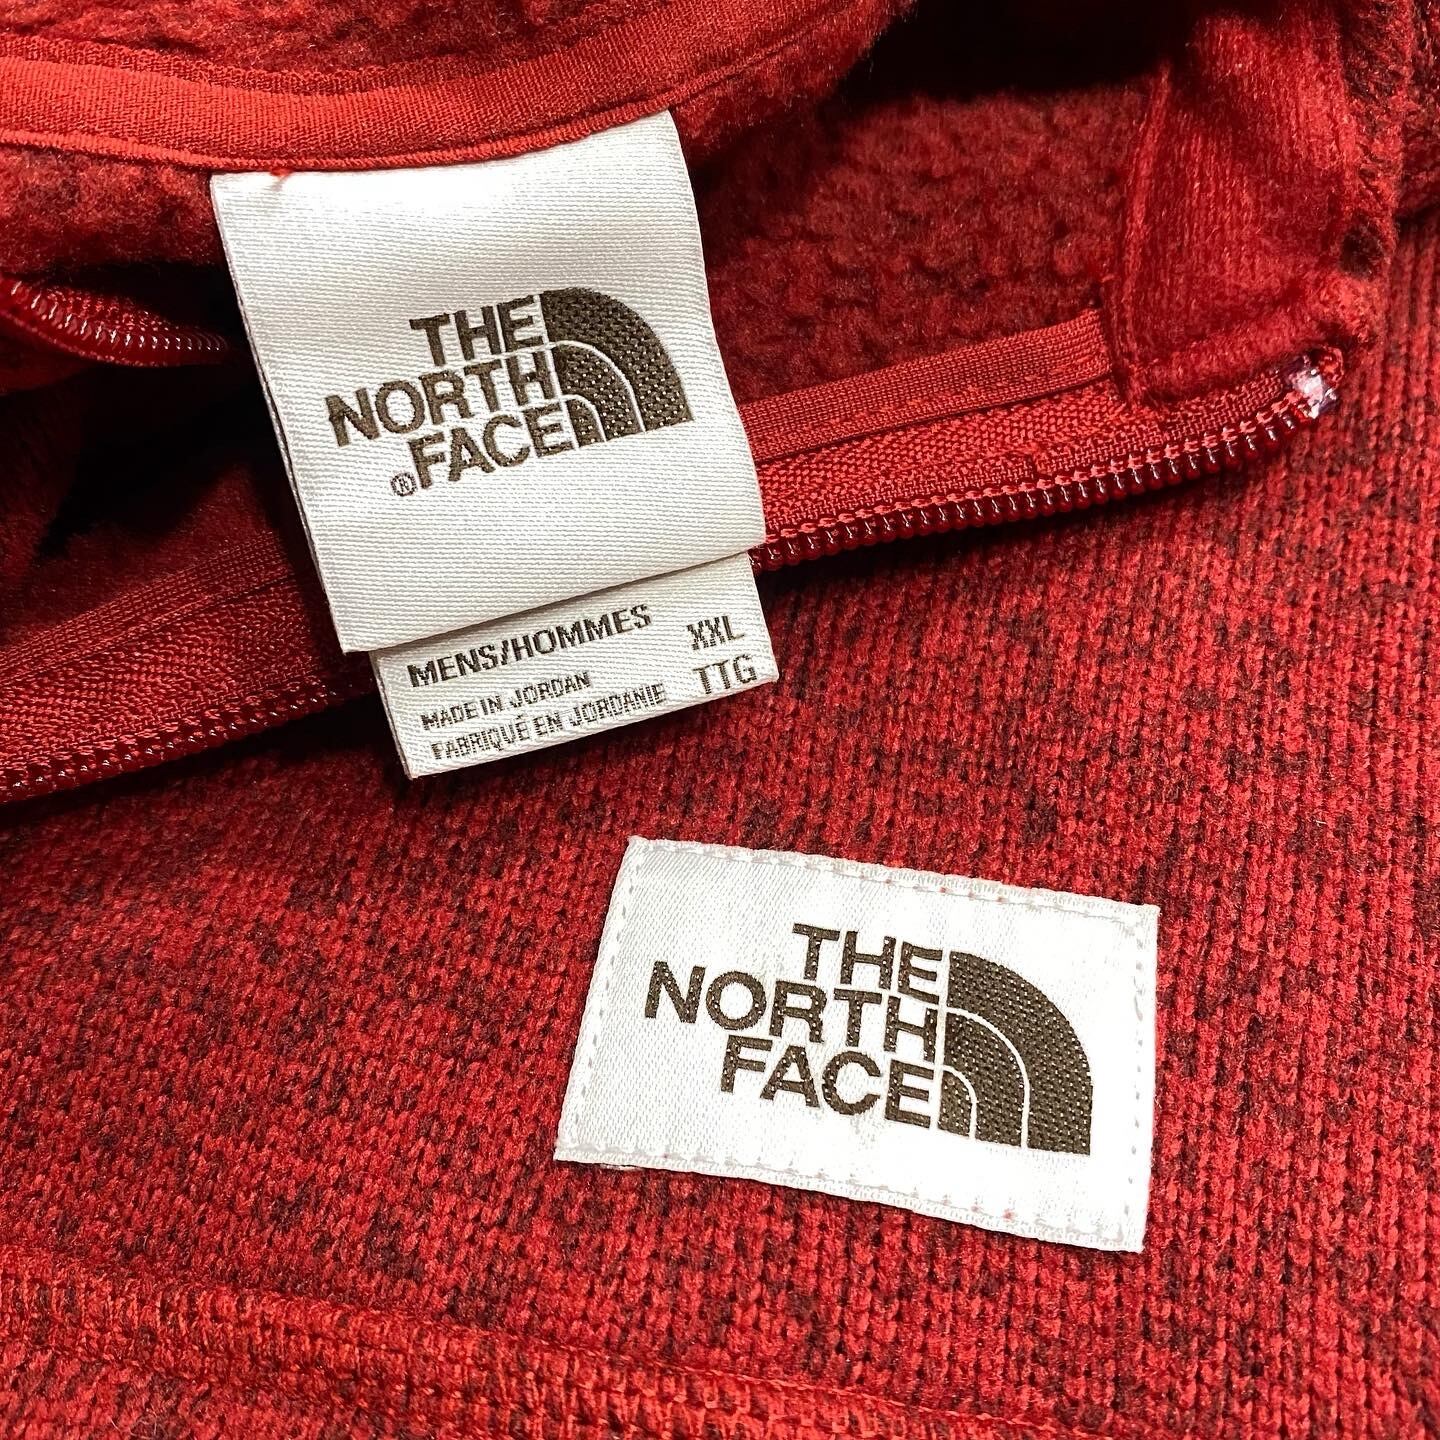 THE
NORTH
®FACE
MENS/HOMMES XXL
MADE IN JORDAN TTG
FABRIQUÉ EN JORDANIE
THE
NORTH
FACE